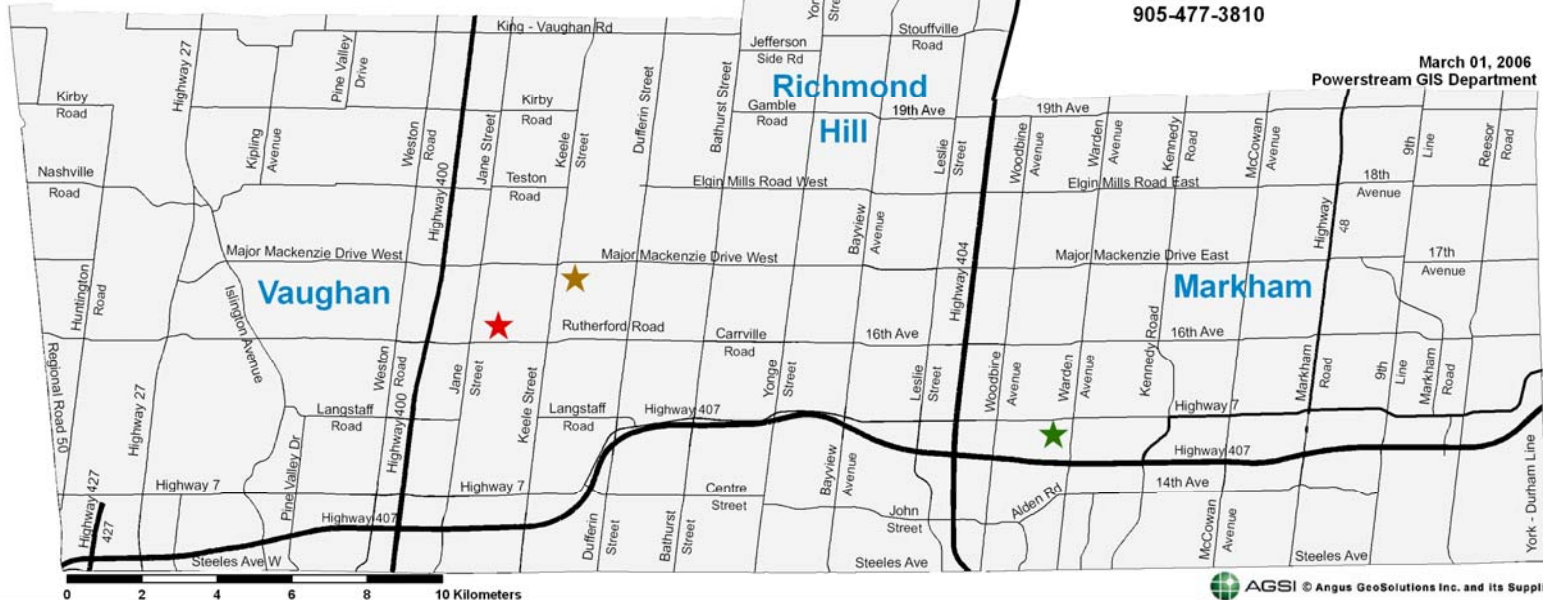 905-477-3810
March 01, 2006
Powerstream GIS Department
King - Vaughan Rd
Jefferson
Side Rd
Stouffville
Road
Richmond
Hill
Highway 27
Pine Valley
Drive
Kirby
Road
Kipling
Avenue
Weston
Road
Jane Street
Kirby
Road
Keele
Street
Dufferin Street
Bathurst Street
Gamble
Road
19th Ave
19th Ave
Leslie
Street
Woodbine
Avenue
Warden
Avenue
Kennedy
Road
McCowan
Avenue
9th
Line
Reesor
Road
Nashville
Road
Highway 400
Teston
Road
Elgin Mills Road West
Elgin Mills Road East
18th
Avenue
Bayview
Avenue
Highway
48
Major Mackenzie Drive West
Major Mackenzie Drive West
Major Mackenzie Drive East
17th
Avenue
Huntington
Road
Vaughan
Islington Avenue
Highway 404
Markham
Rutherford Road
Carrville
Road
16th Ave
16th Ave
Kennedy Road
Regional Road 50
Weston
Road
Jane
Street
Keele Street
Yonge
Street
Leslie
Street
Woodbine
Avenue
Warden
Avenue
Markham
Road
9th
Line
Markham
Road
Highway 27
Langstaff
Road
Highway 400
Langstaff
Road
Highway 407
Highway 7
Pine Valley Dr
Bayview
Avenue
Highway 407
Highway 427
427
Highway 7
Highway 7
Centre
Street
14th Ave
Alden Rd
John
Street
Highway 407
Dufferin
Street
Bathurst
Street
McCowan
Avenue
York - Durham Line
Steeles Ave W
Steeles Ave
Steeles Ave
0 2 4 6 8 10 Kilometers
AGSI © Angus GeoSolutions Inc. and its Suppli